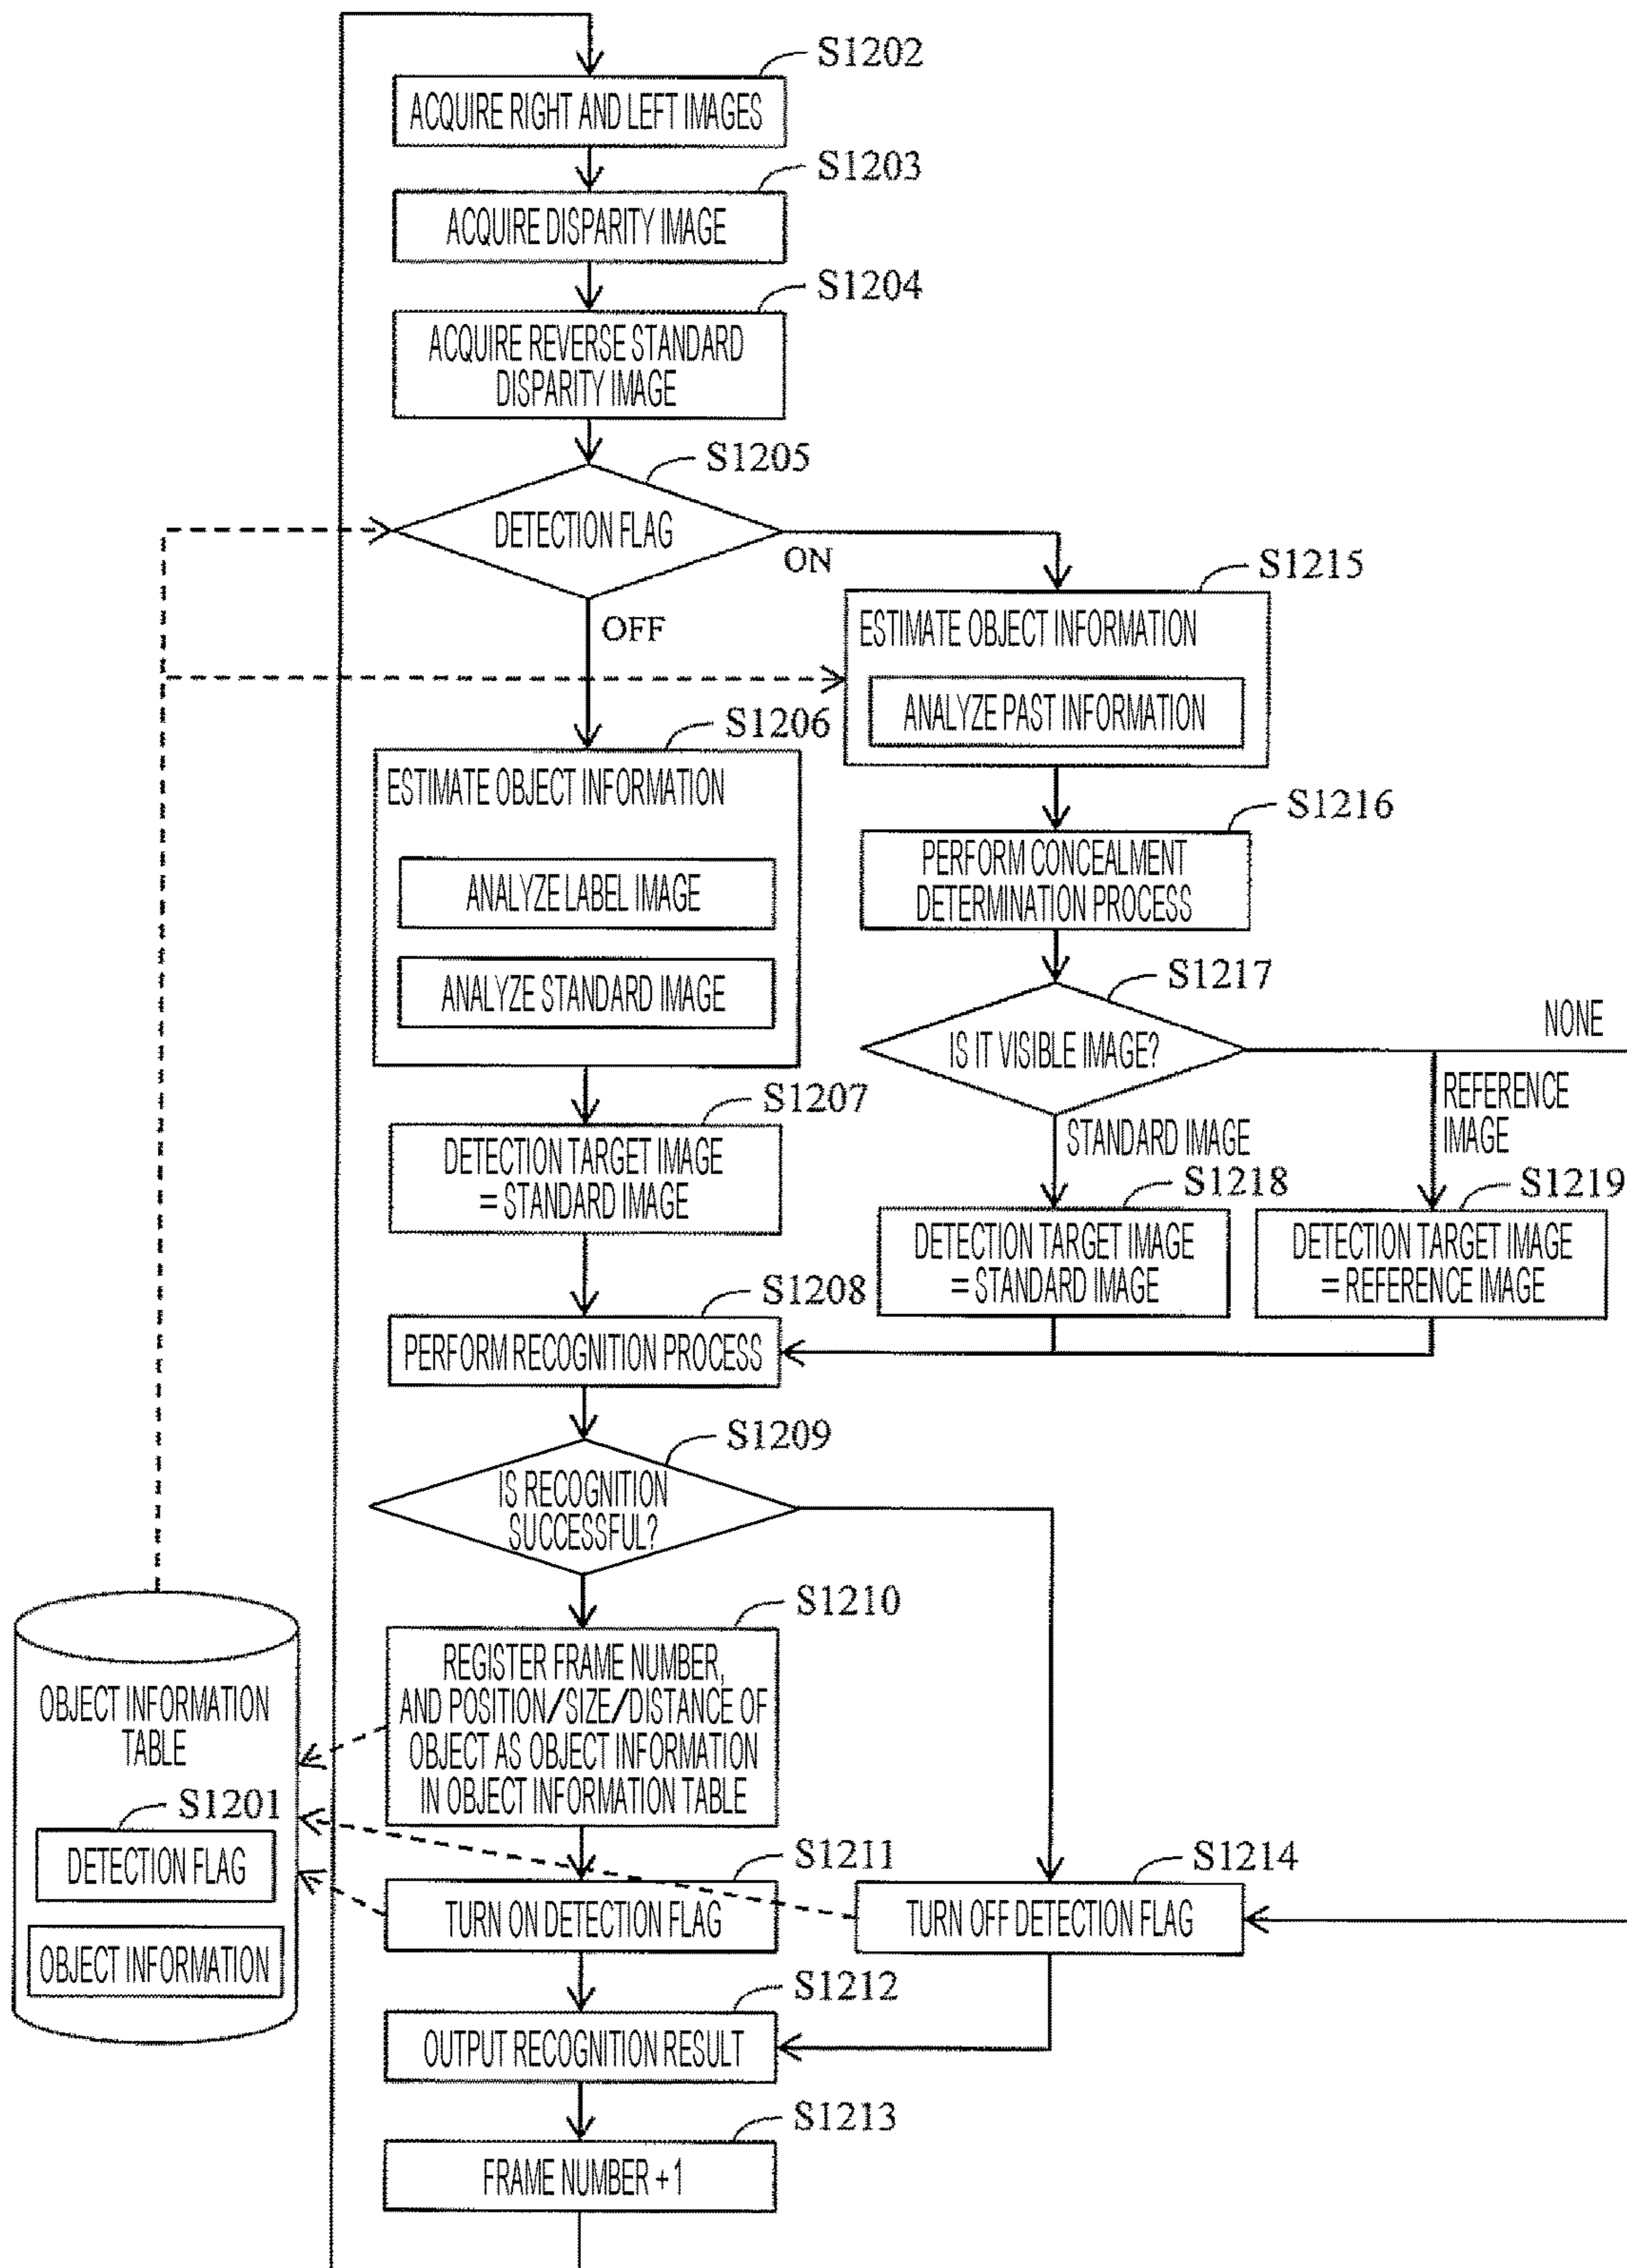 S1202
ACQUIRE RIGHT AND LEFT IMAGES
S1203
ACQUIRE DISPARITY IMAGE
S1204
ACQUIRE REVERSE STANDARD
DISPARITY IMAGE
S1205
DETECTION FLAG
ON
OFF
S1215
ESTIMATE OBJECT INFORMATION
ANALYZE PAST INFORMATION
S1206
ESTIMATE OBJECT INFORMATION
ANALYZE LABEL IMAGE
ANALYZE STANDARD IMAGE
S1216
PERFORM CONCEALMENT
DETERMINATION PROCESS
S1217
IS IT VISIBLE IMAGE?
NONE
REFERENCE
IMAGE
STANDARD IMAGE
S1207
DETECTION TARGET IMAGE
= STANDARD IMAGE
S1218
DETECTION TARGET IMAGE
= STANDARD IMAGE
S1219
DETECTION TARGET IMAGE
= REFERENCE IMAGE
S1208
PERFORM RECOGNITION PROCESS
S1209
IS RECOGNITION
SUCCESSFUL?
S1210
REGISTER FRAME NUMBER,
AND POSITION/SIZE/DISTANCE OF
OBJECT AS OBJECT INFORMATION
IN OBJECT INFORMATION TABLE
OBJECT INFORMATION
TABLE
S1201
DETECTION FLAG
OBJECT INFORMATION
S1211
TURN ON DETECTION FLAG
S1214
TURN OFF DETECTION FLAG
S1212
OUTPUT RECOGNITION RESULT
S1213
FRAME NUMBER +1